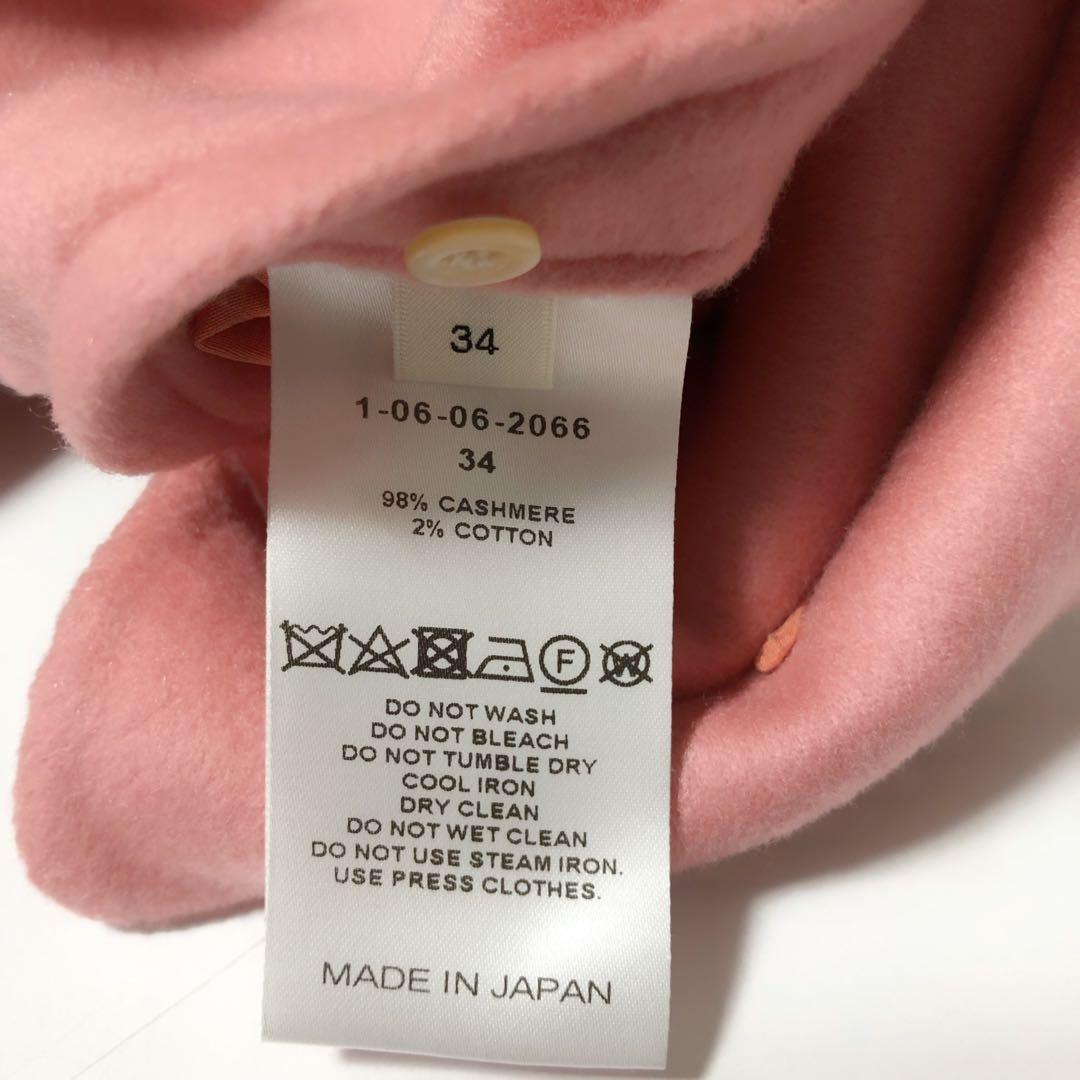 34
1-06-06-2066
34
98% CASHMERE
2% COTTON
F W
DO NOT WASH
DO NOT BLEACH
DO NOT TUMBLE DRY
COOL IRON
DRY CLEAN
DO NOT WET CLEAN
DO NOT USE STEAM IRON.
USE PRESS CLOTHES.
MADE IN JAPAN